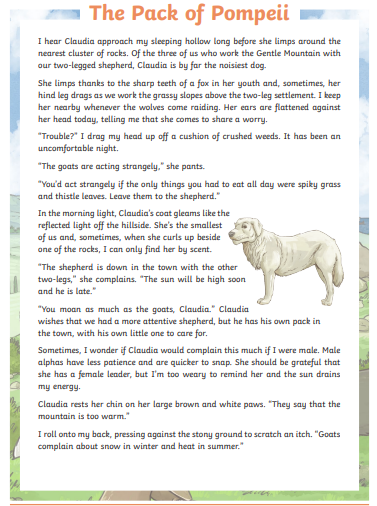 The Pack of Pompeii
I hear Claudia approach my sleeping hollow long before she limps around the
nearest cluster of rocks. Of the three of us who work the Gentle Mountain with
our two-legged shepherd, Claudia is by far the noisiest dog.
She limps thanks to the sharp teeth of a fox in her youth and, sometimes, her
hind leg drags as we work the grassy slopes above the two-leg settlement. I keep
her nearby whenever the wolves come raiding. Her ears are flattened against
her head today, telling me that she comes to share a worry.
"Trouble?" I drag my head up off a cushion of crushed weeds. It has been an
uncomfortable night.
"The goats are acting strangely," she pants.
"You'd act strangely if the only things you had to eat all day were spiky grass
and thistle leaves. Leave them to the shepherd."
In the morning light, Claudia's coat gleams like the
reflected light off the hillside. She's the smallest
of us and, sometimes, when she curls up beside
one of the rocks, I can only find her by scent.
"The shepherd is down in the town with the other
two-legs," she complains. "The sun will be high soon
and he is late."
"You moan as much as the goats, Claudia." Claudia
wishes that we had a more attentive shepherd, but he has his own pack in
the town, with his own little one to care for.
Sometimes, I wonder if Claudia would complain this much if I were male. Male
alphas have less patience and are quicker to snap. She should be grateful that
she has a female leader, but I'm too weary to remind her and the sun drains
my energy.
Claudia rests her chin on her large brown and white paws. "They say that the
mountain is too warm."
I roll onto my back, pressing against the stony ground to scratch an itch. "Goats
complain about snow in winter and heat in summer."